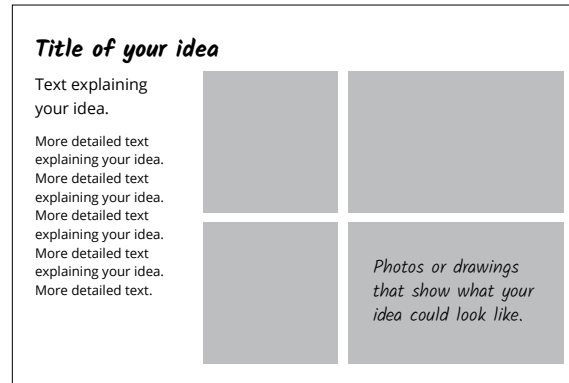 Title of your idea
Text explaining
your idea.
More detailed text
explaining your idea.
More detailed text
explaining your idea.
More detailed text
explaining your idea.
More detailed text
explaining your idea.
More detailed text.
Photos or drawings
that show what your
idea could look like.